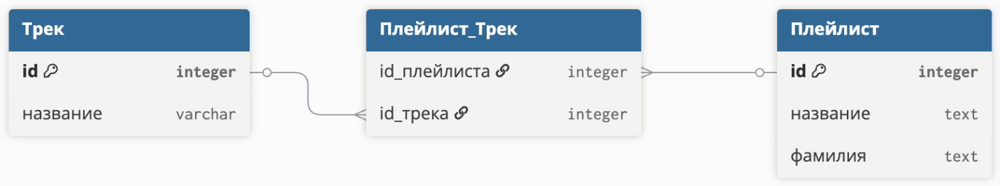 Трек
id integer
название varchar
Плейлист_Трек
id_плейлиста integer
id_трека integer
Плейлист
id integer
название text
фамилия text